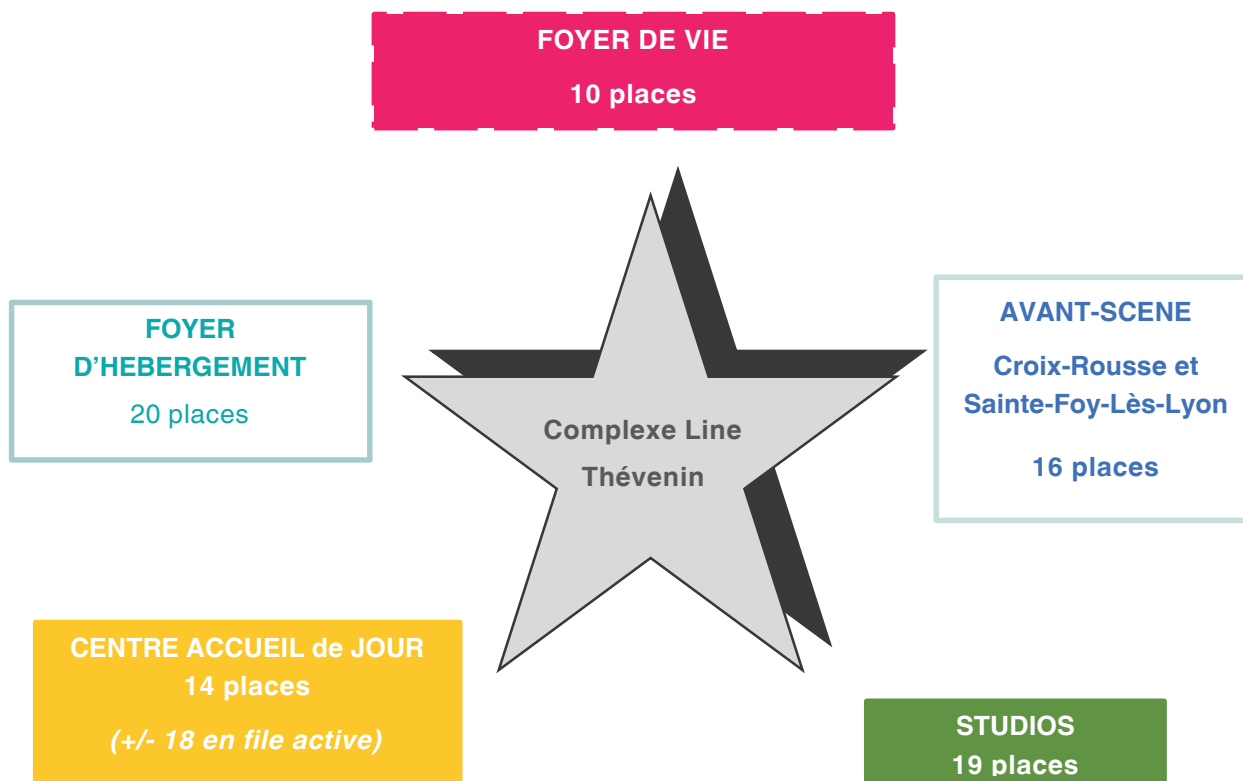 FOYER DE VIE
10 places
FOYER
D’HEBERGEMENT
20 places
AVANT-SCENE
Croix-Rousse et
Sainte-Foy-Lès-Lyon
16 places
Complexe Line
Thévenin
CENTRE ACCUEIL de JOUR
14 places
(+/- 18 en file active)
STUDIOS
19 places